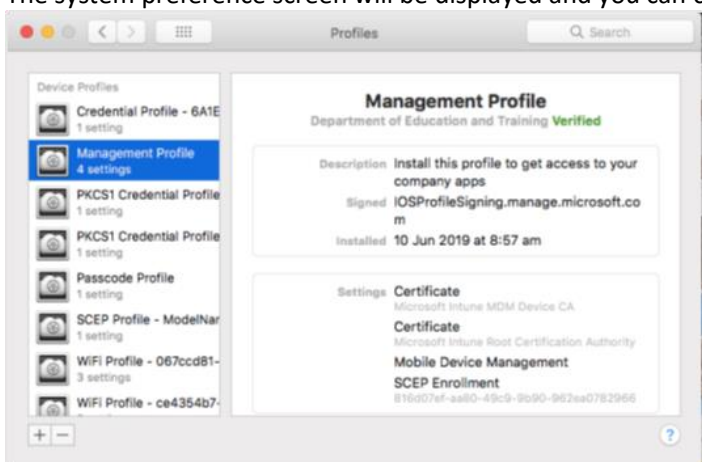 The system preference screen will be displayed and you can
Profiles
Search
Device Profiles
Credential Profile - 6A1E
1 setting
Management Profile
4 settings
PKCS1 Credential Profile
1 setting
PKCS1 Credential Profile
1 setting
Passcode Profile
1 setting
SCEP Profile - ModelNar
1 setting
WiFi Profile - 067ccd81-
3 settings
WiFi Profile - ce4354b7-
Management Profile
Department of Education and Training Verified
Description Install this profile to get access to your
company apps
Signed IOSProfileSigning.manage.microsoft.co
m
Installed 10 Jun 2019 at 8:57 am
Settings Certificate
Microsoft Intune MDM Device CA
Certificate
Microsoft Intune Root Certification Authority
Mobile Device Management
SCEP Enrollment
816d07ef-aa80-49c9-9b90-962ea0782966
+ −
?